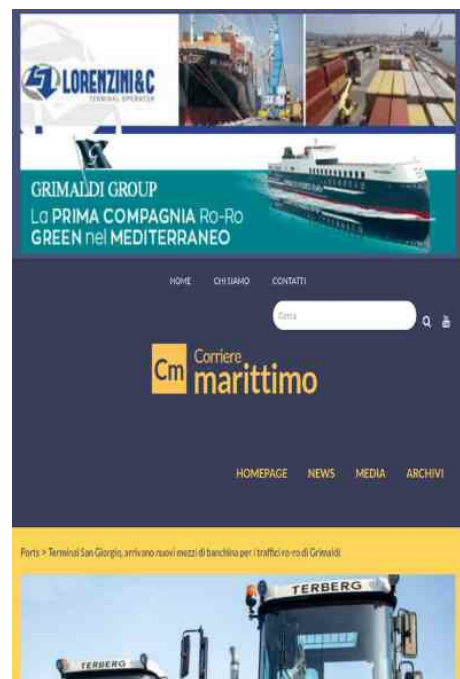 LORENZINI&C
TERMINAL OPERATOR
GRIMALDI GROUP
La PRIMA COMPAGNIA Ro-Ro
GREEN nel MEDITERRANEO
HOME CHI SIAMO CONTATTI
Cerca
Cm Corriere
marittimo
HOMEPAGE NEWS MEDIA ARCHIVI
Ports > Terminal San Giorgio, arrivano nuovi mezzi di banchina per i traffici ro-ro di Grimaldi
TERBERG
TERBERG